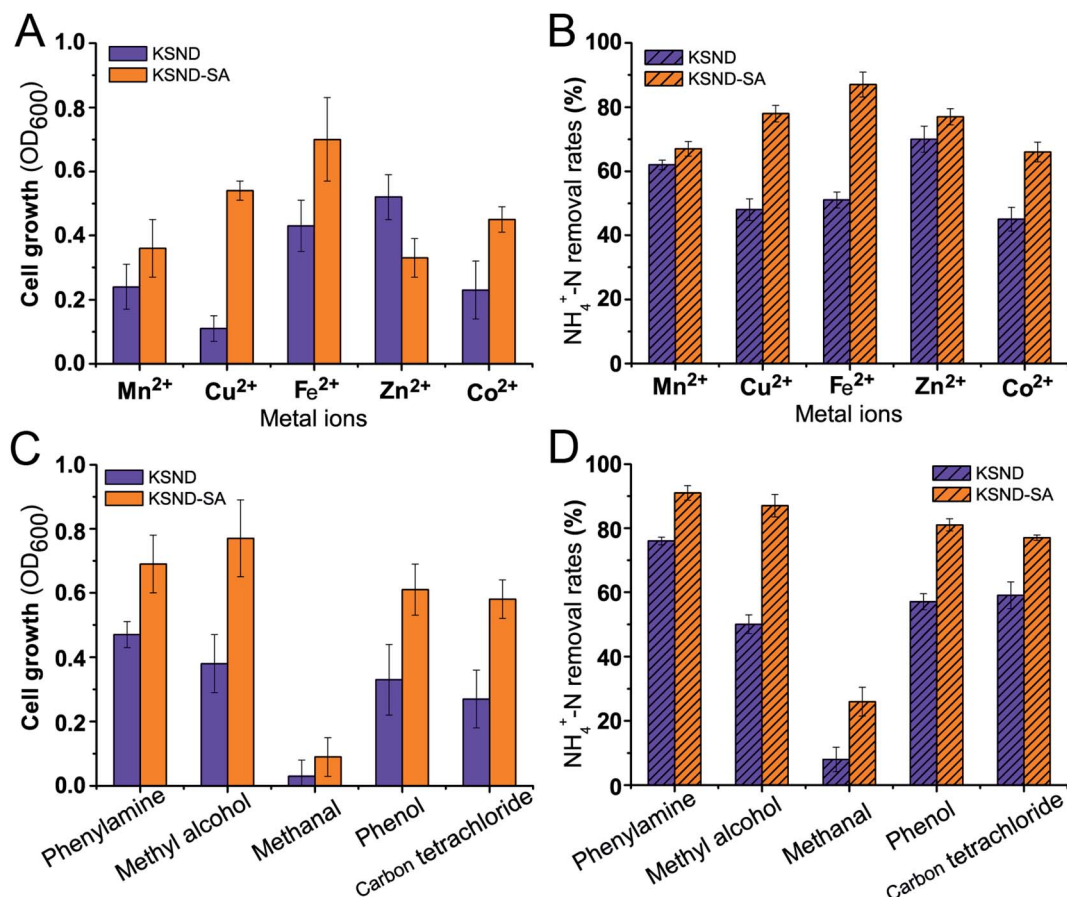 A
KSND
KSND-SA
Cell growth (OD600)
1.0
0.8
0.6
0.4
0.2
0.0
Mn2+ Cu2+ Fe2+ Zn2+ Co2+
Metal ions
B
KSND
KSND-SA
NH4+-N removal rates (%)
100
80
60
40
20
0
Mn2+ Cu2+ Fe2+ Zn2+ Co2+
Metal ions
C
KSND
KSND-SA
Cell growth (OD600)
1.0
0.8
0.6
0.4
0.2
0.0
Phenylamine
Methyl alcohol
Methanal
Phenol
Carbon tetrachloride
D
KSND
KSND-SA
NH4+-N removal rates (%)
100
80
60
40
20
0
Phenylamine
Methyl alcohol
Methanal
Phenol
Carbon tetrachloride